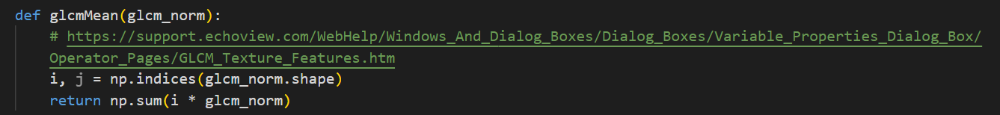 def glcmMean(glcm_norm):
    # https://support.echoview.com/WebHelp/Windows_And_Dialog_Boxes/Dialog_Boxes/Variable_Properties_Dialog_Box/
    Operator_Pages/GLCM_Texture_Features.htm
    i, j = np.indices(glcm_norm.shape)
    return np.sum(i * glcm_norm)